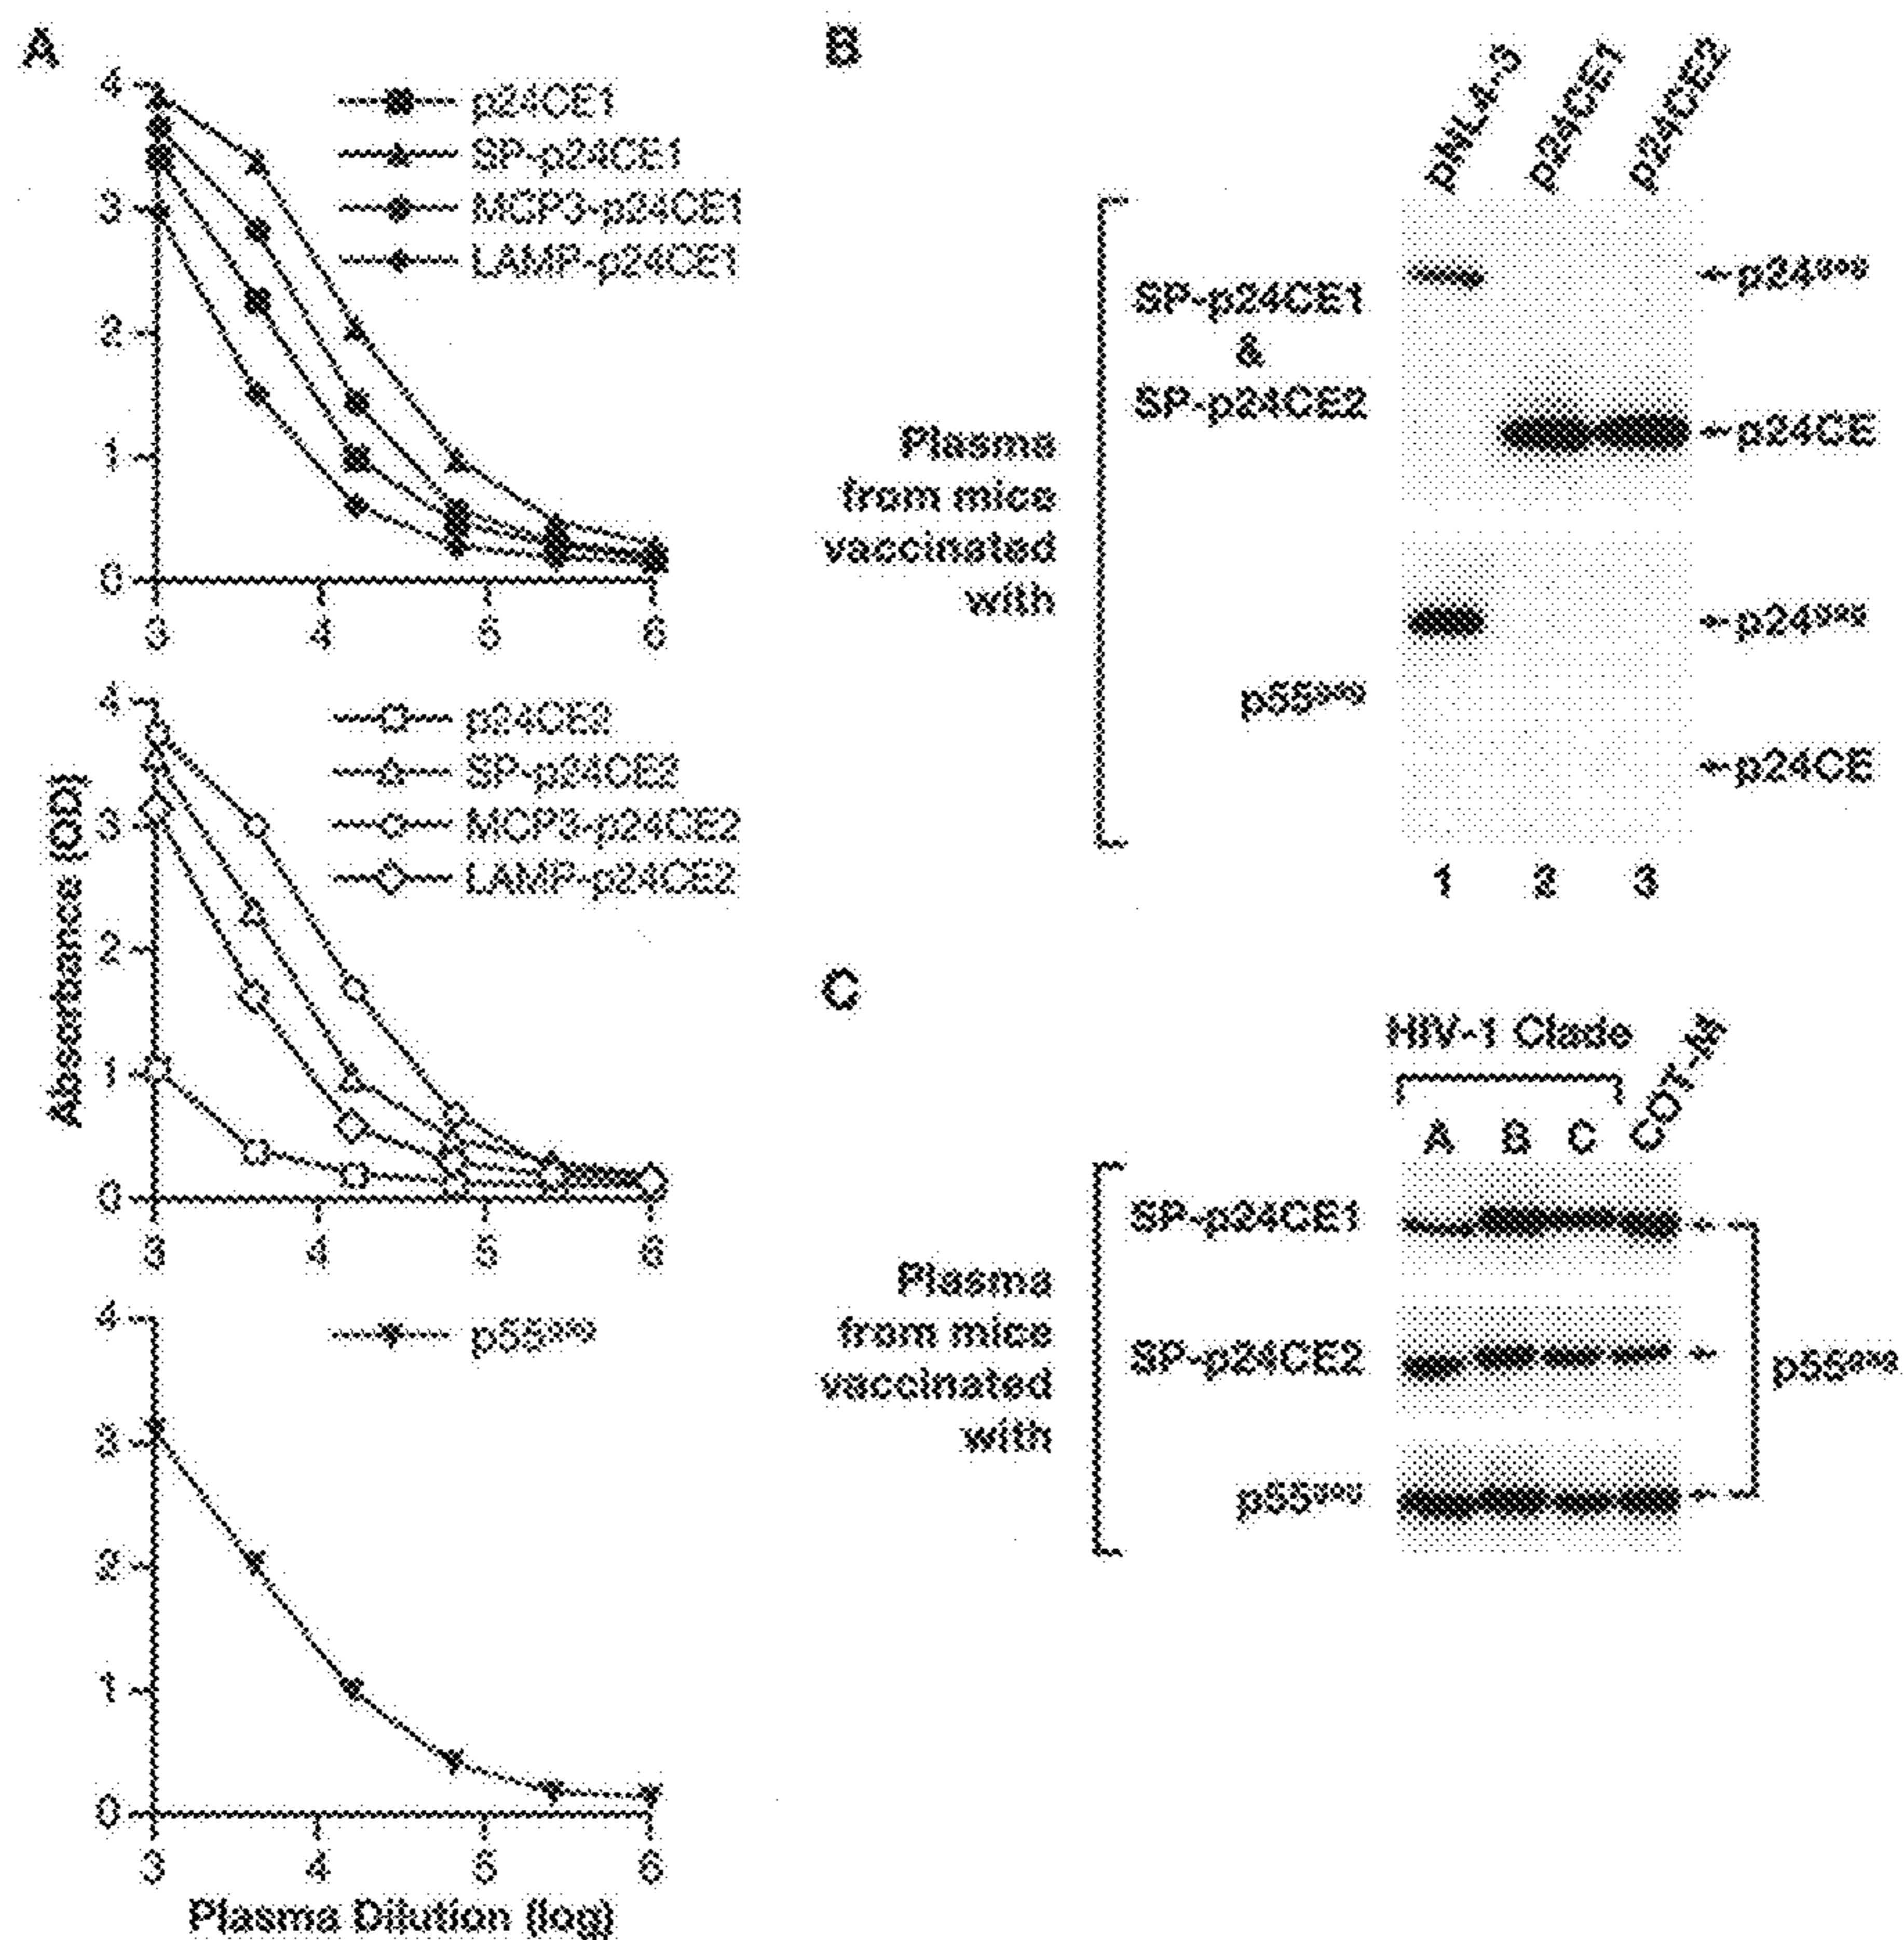 A
4
3
2
1
0
3
4
5
6
p24CE1
SP-p24CE1
MCP3-p24CE1
LAMP-p24CE1
4
3
2
1
0
3
4
5
6
p24CE2
SP-p24CE2
MCP3-p24CE2
LAMP-p24CE2
Absorbance (OD)
4
3
2
1
0
3
4
5
6
p55gag
Plasma Dilution (log)
B
pNL4-3
p24CE1
p24CE2
Plasma
from mice
vaccinated
with
SP-p24CE1
&
SP-p24CE2
p55gag
p24gag
p24CE
p24gag
p24CE
1
2
3
C
HIV-1 Clade
A
B
C
COT-M
Plasma
from mice
vaccinated
with
SP-p24CE1
SP-p24CE2
p55gag
p55gag